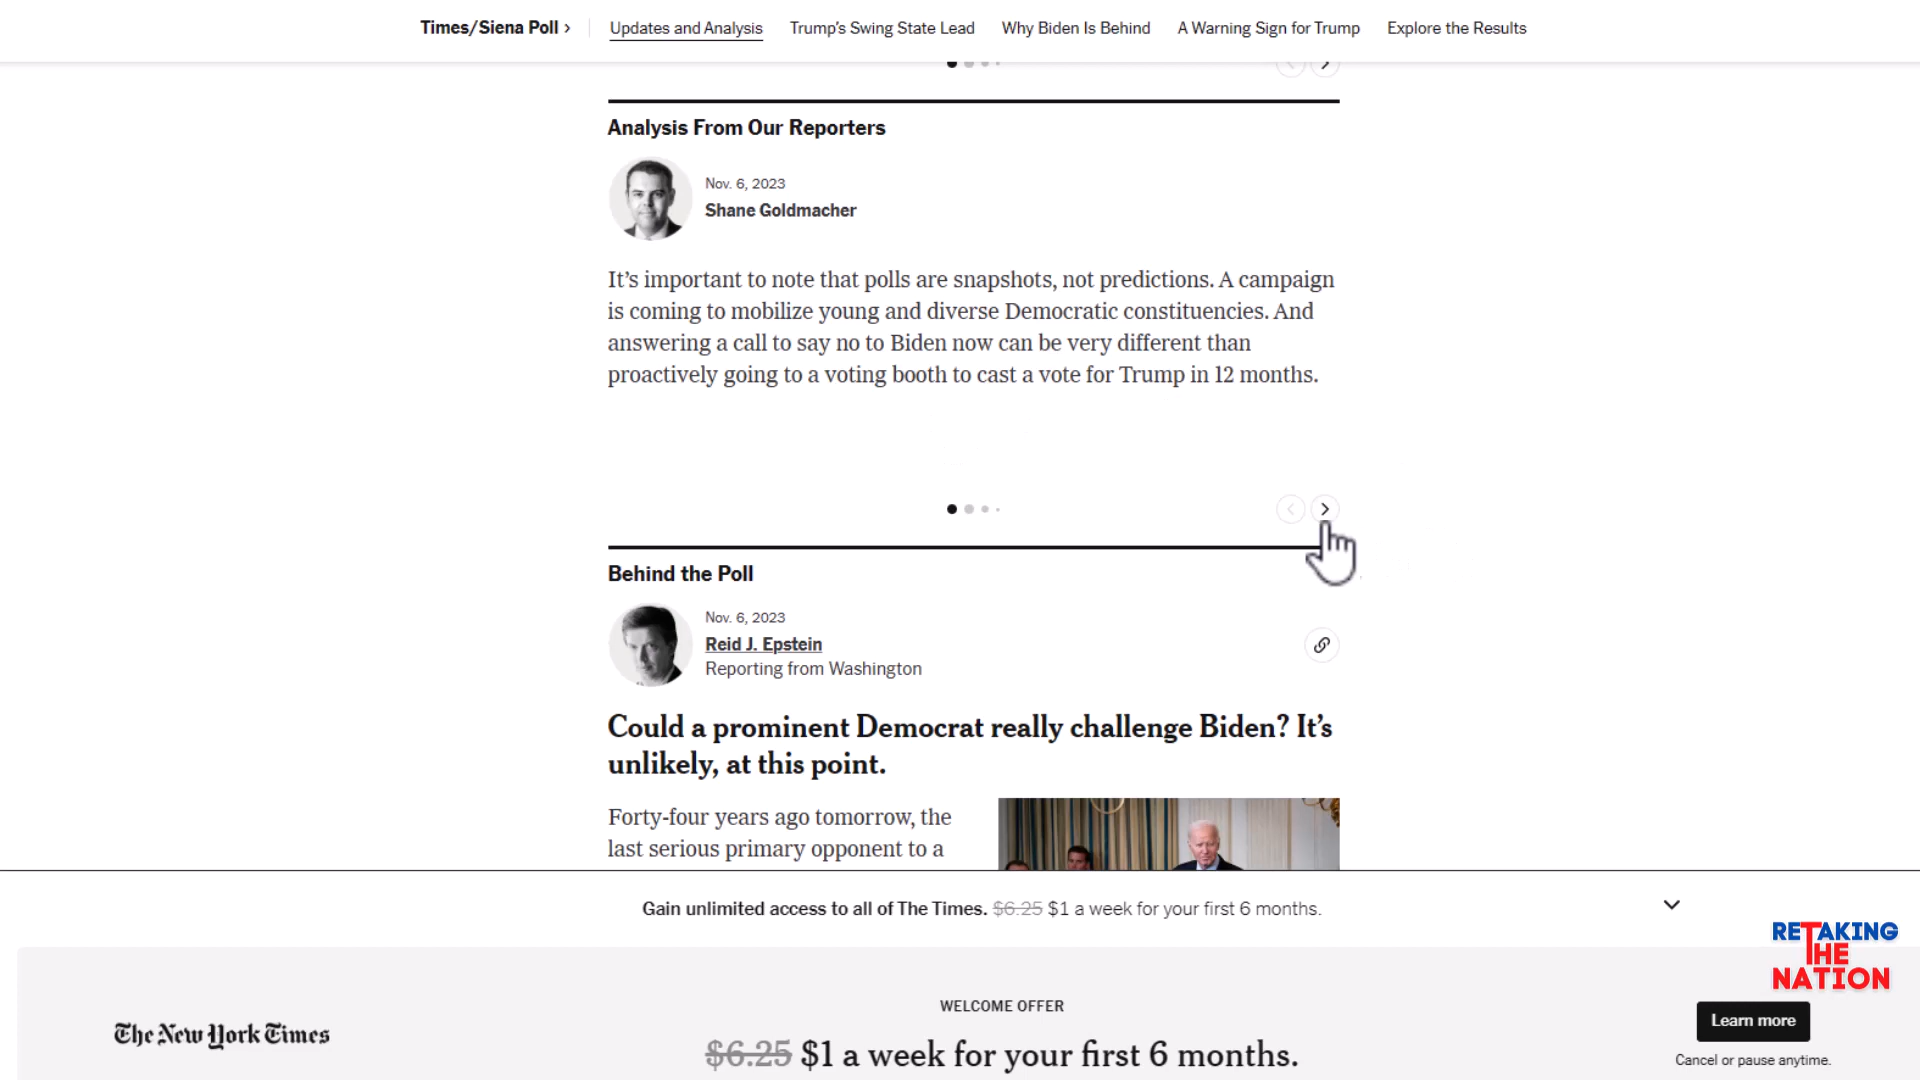 Times/Siena Poll ›
Updates and Analysis
Trump's Swing State Lead
Why Biden Is Behind
A Warning Sign for Trump
Explore the Results
Analysis From Our Reporters
Nov. 6, 2023
Shane Goldmacher
It's important to note that polls are snapshots, not predictions. A campaign
is coming to mobilize young and diverse Democratic constituencies. And
answering a call to say no to Biden now can be very different than
proactively going to a voting booth to cast a vote for Trump in 12 months.
Behind the Poll
Nov. 6, 2023
Reid J. Epstein
Reporting from Washington
Could a prominent Democrat really challenge Biden? It's
unlikely, at this point.
Forty-four years ago tomorrow, the
last serious primary opponent to a
Gain unlimited access to all of The Times. $6.25 $1 a week for your first 6 months.
RETAKING
THE
NATION
WELCOME OFFER
The New York Times
$6.25 $1 a week for your first 6 months.
Learn more
Cancel or pause anytime.